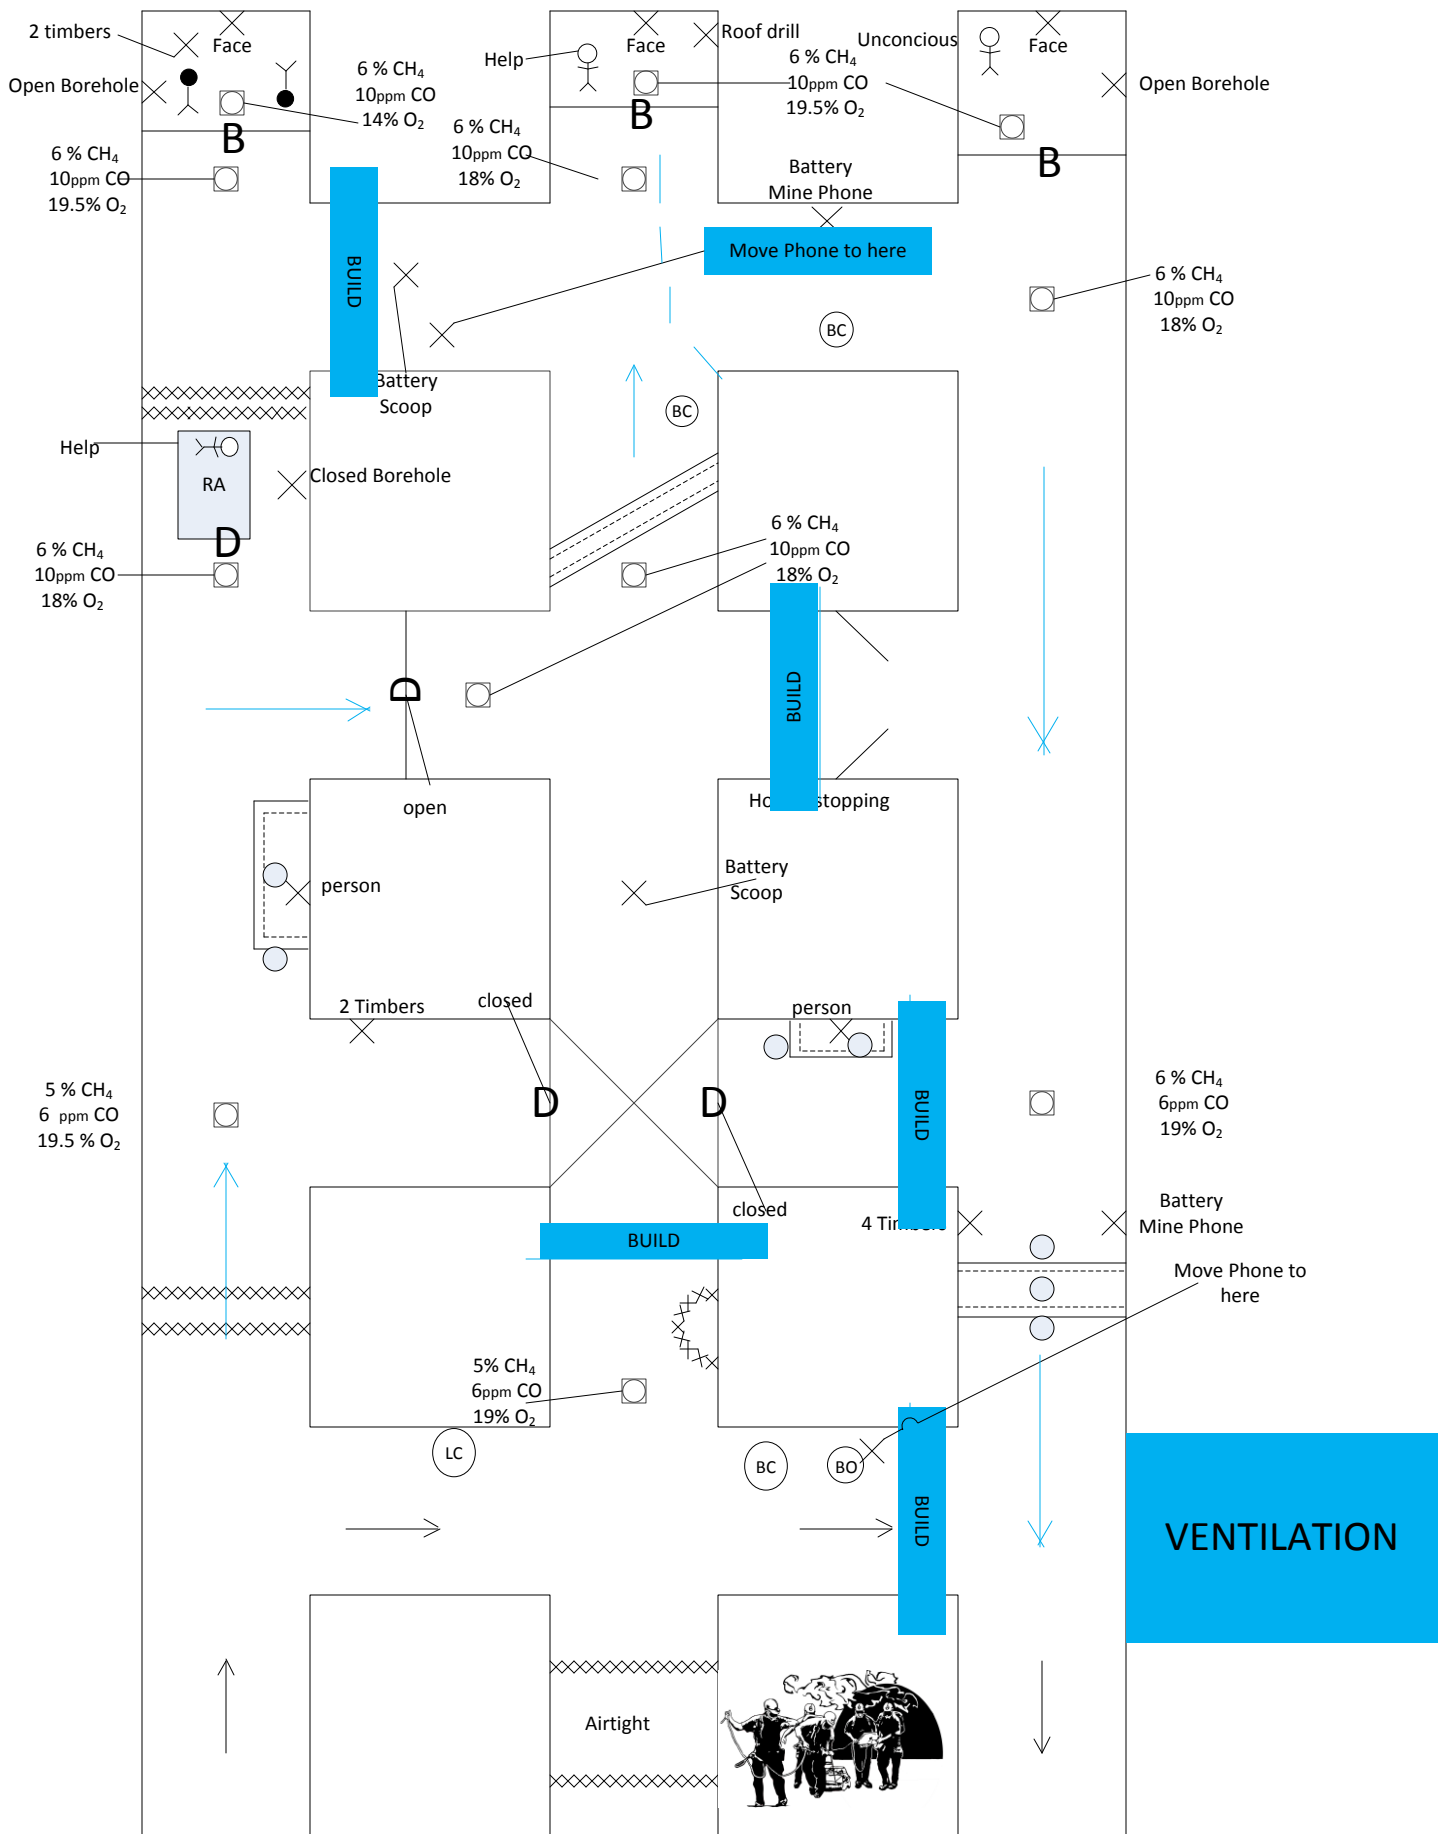 2 timbers
Face
Open Borehole
6 % CH₄
10ppm CO
14% O₂
B
6 % CH₄
10ppm CO
19.5% O₂
Help
Face
Roof drill
B
6 % CH₄
10ppm CO
18% O₂
Unconcious
Face
6 % CH₄
10ppm CO
19.5% O₂
Open Borehole
B
Battery
Mine Phone
Move Phone to here
BUILD
6 % CH₄
10ppm CO
18% O₂
BC
BC
Battery
Scoop
Help
RA
Closed Borehole
D
6 % CH₄
10ppm CO
18% O₂
6 % CH₄
10ppm CO
18% O₂
D
open
BUILD
stopping
person
Battery
Scoop
2 Timbers
closed
person
D
D
BUILD
5 % CH₄
6 ppm CO
19.5 % O₂
6 % CH₄
6ppm CO
19% O₂
closed
4
Battery
Mine Phone
BUILD
Move Phone to
here
5% CH₄
6ppm CO
19% O₂
LC
BC
BO
BUILD
VENTILATION
Airtight